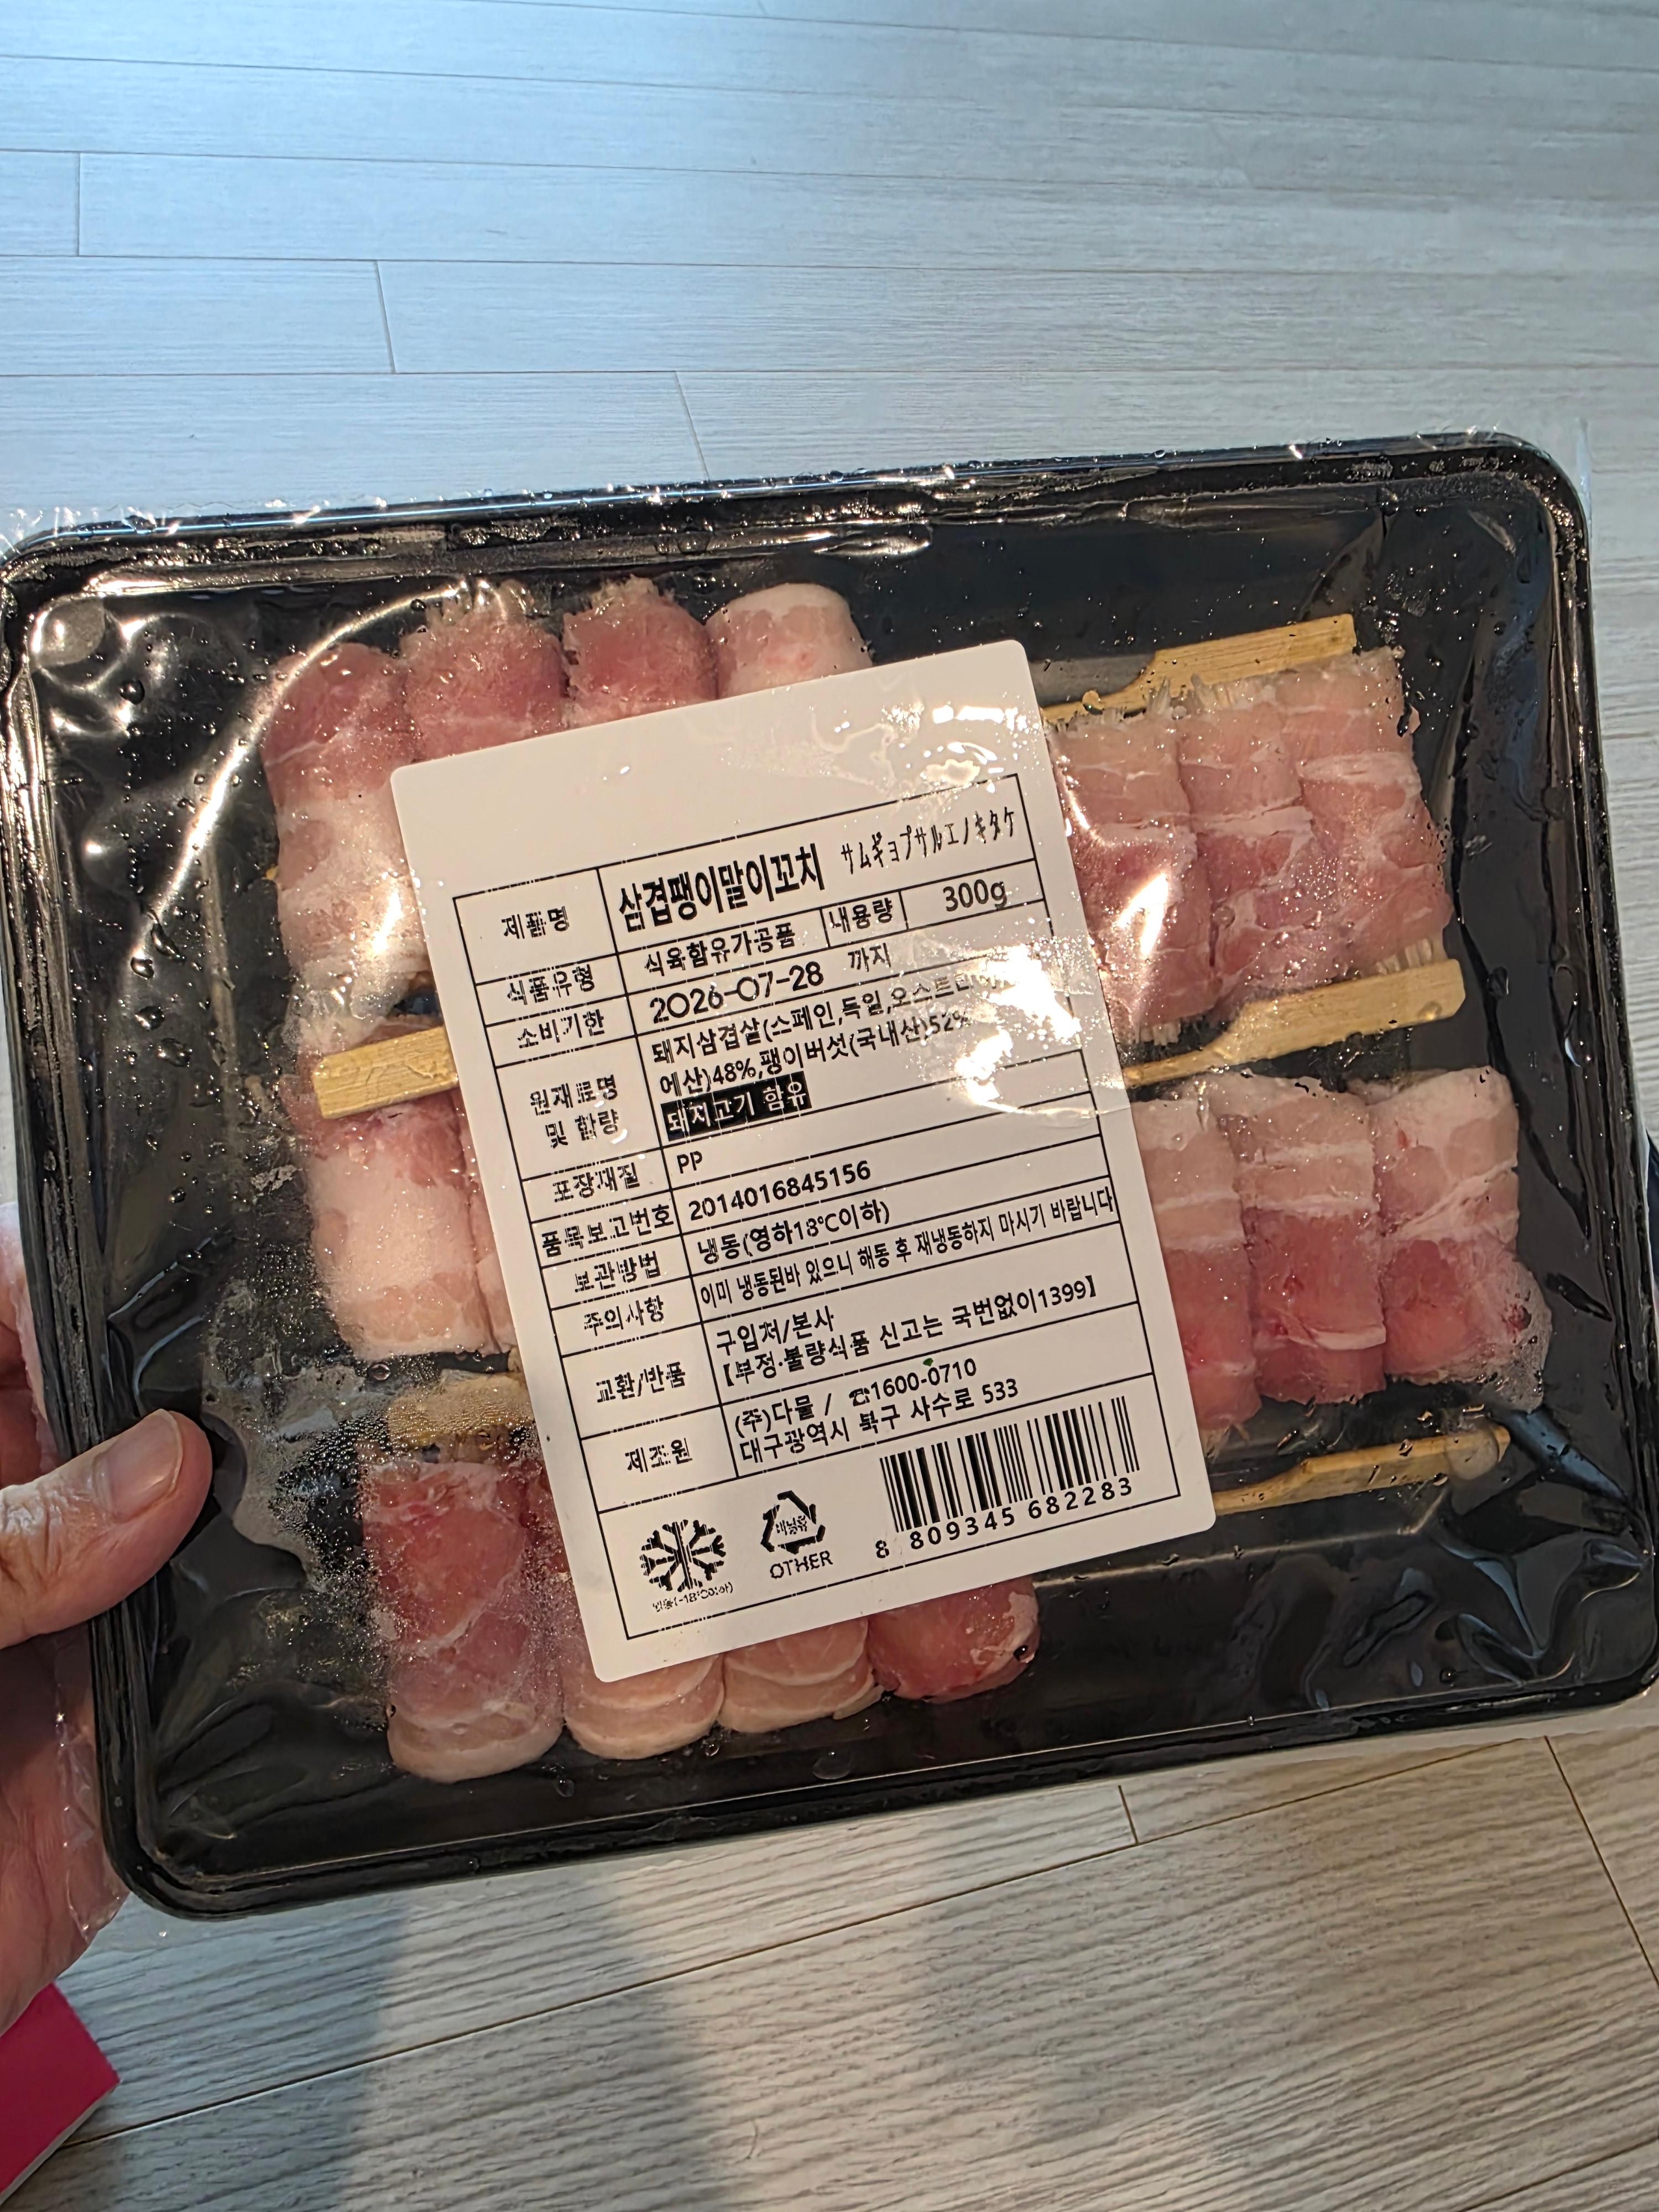 제품명 삼겹팽이말이꼬치 サムギョプサルエノキタケ
식품유형 식육함유가공품 내용량 300g
소비기한 2026-07-28 까지
원재료명 및 함량 돼지삼겹살(스페인,독일,오스트리아
에산)48%,팽이버섯(국내산)52%
돼지고기 함유
포장재질 PP
품목보고번호 2014016845156
보관방법 냉동(영하18℃이하)
주의사항 이미 냉동된바 있으니 해동 후 재냉동하지 마시기 바랍니다
교환/반품 구입처/본사
【부정·불량식품 신고는 국번없이1399】
제조원 (주)다물 / ☎1600-0710
대구광역시 북구 사수로 533
OTHER
8 809345 682283